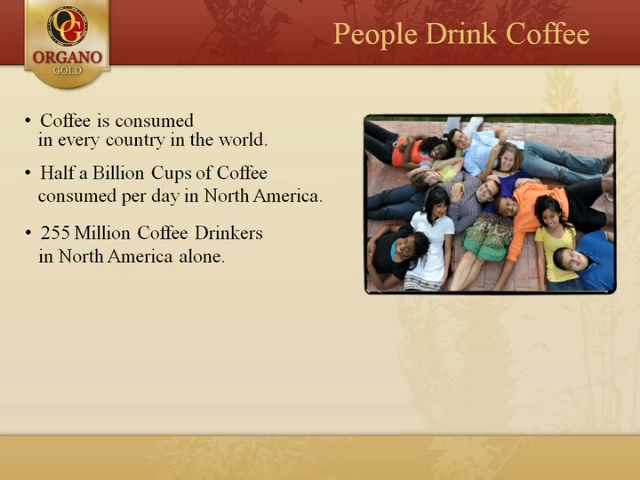 OG
ORGANO
GOLD
People Drink Coffee
• Coffee is consumed
in every country in the world.
• Half a Billion Cups of Coffee
consumed per day in North America.
• 255 Million Coffee Drinkers
in North America alone.